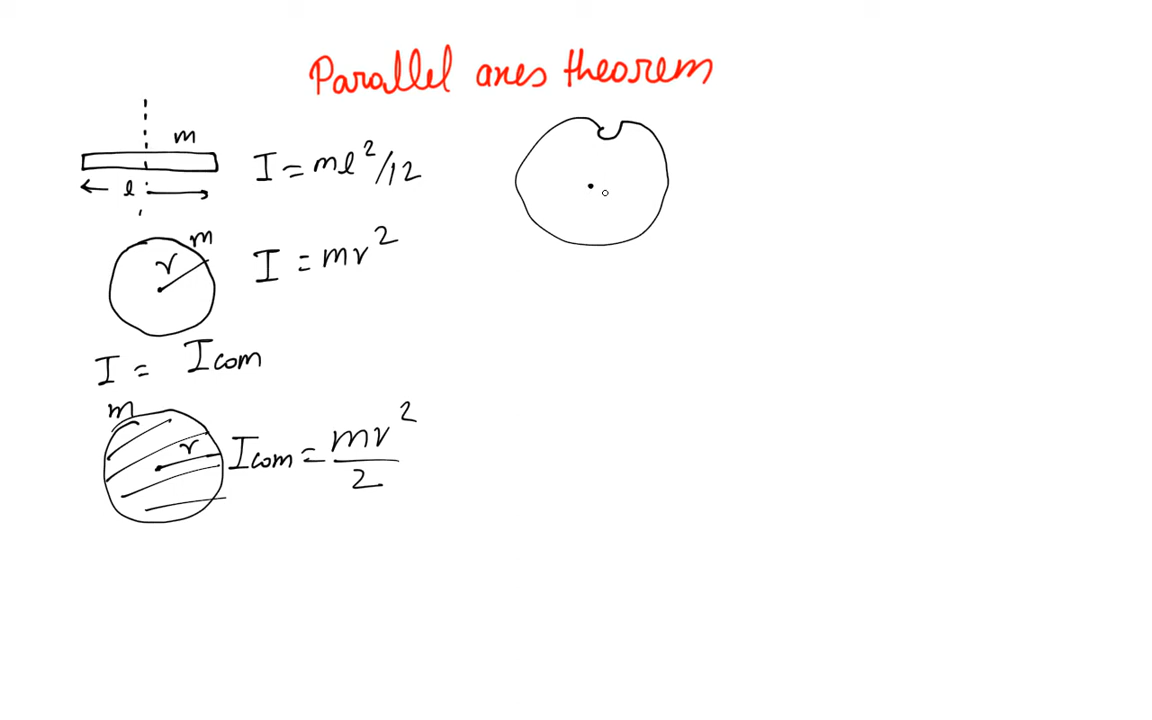 Parallel axes theorem
m
l
I = ml²/12
m
r
I = mr²
I = Icom
m
r
Icom = mr²/2